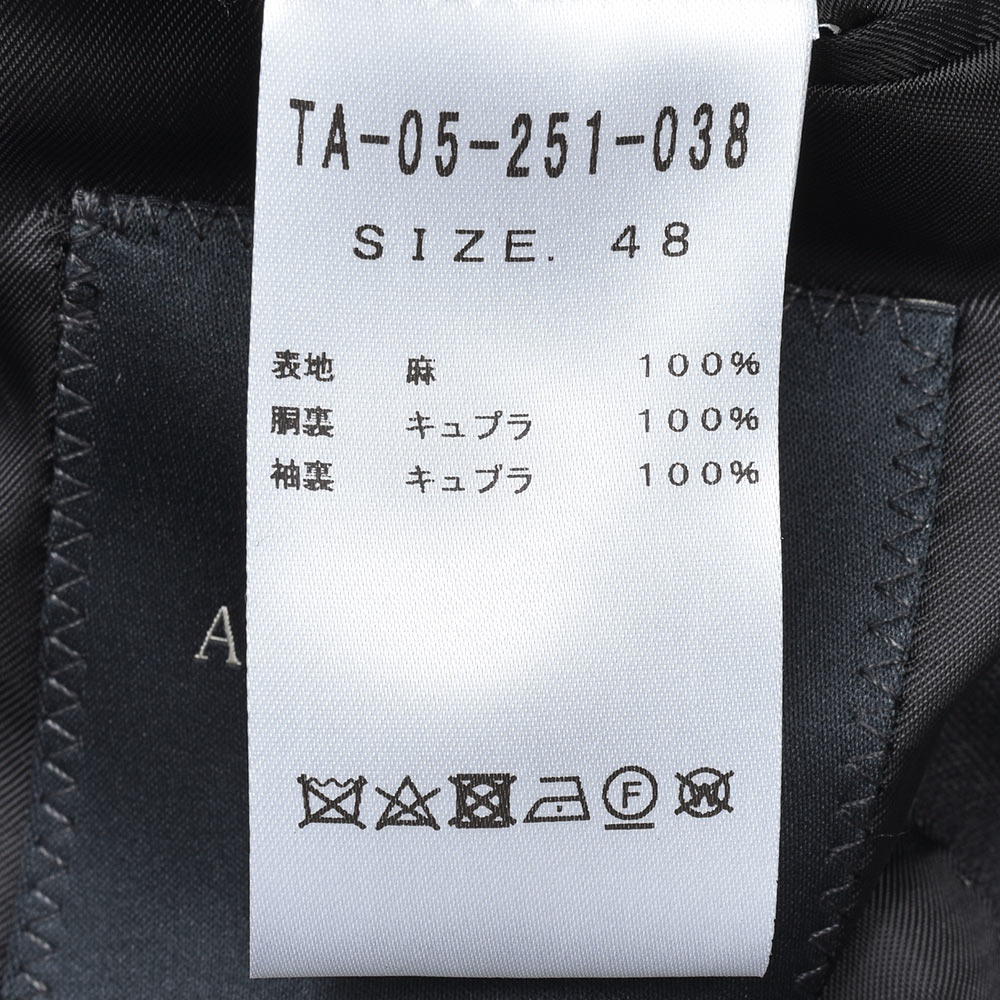 TA-05-251-038
SIZE. 48
表地 麻 100%
胴裏 キュプラ 100%
袖裏 キュプラ 100%
A
F
W